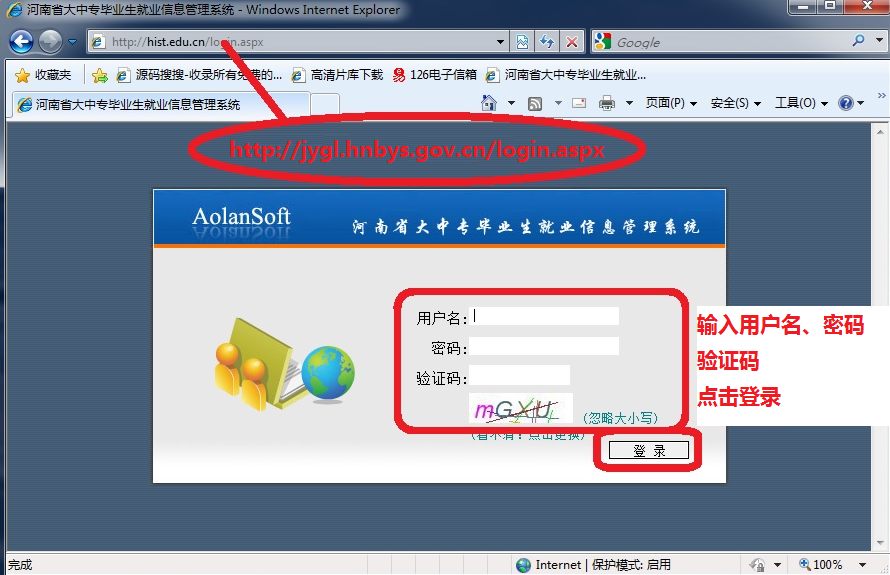 河南省大中专毕业生就业信息管理系统 - Windows Internet Explorer
http://hist.edu.cn/login.aspx
Google
收藏夹
源码搜搜-收录所有免费的...
高清片库下载
126电子信箱
河南省大中专毕业生就业...
河南省大中专毕业生就业信息管理系统
页面(P)
安全(S)
工具(O)
http://jygl.hnbys.gov.cn/login.aspx
AolanSoft
河南省大中专毕业生就业信息管理系统
用户名:
密码:
验证码:
mGXU
(忽略大小写)
(看不清！点击更换)
登 录
输入用户名、密码
验证码
点击登录
完成
Internet | 保护模式: 启用
100%